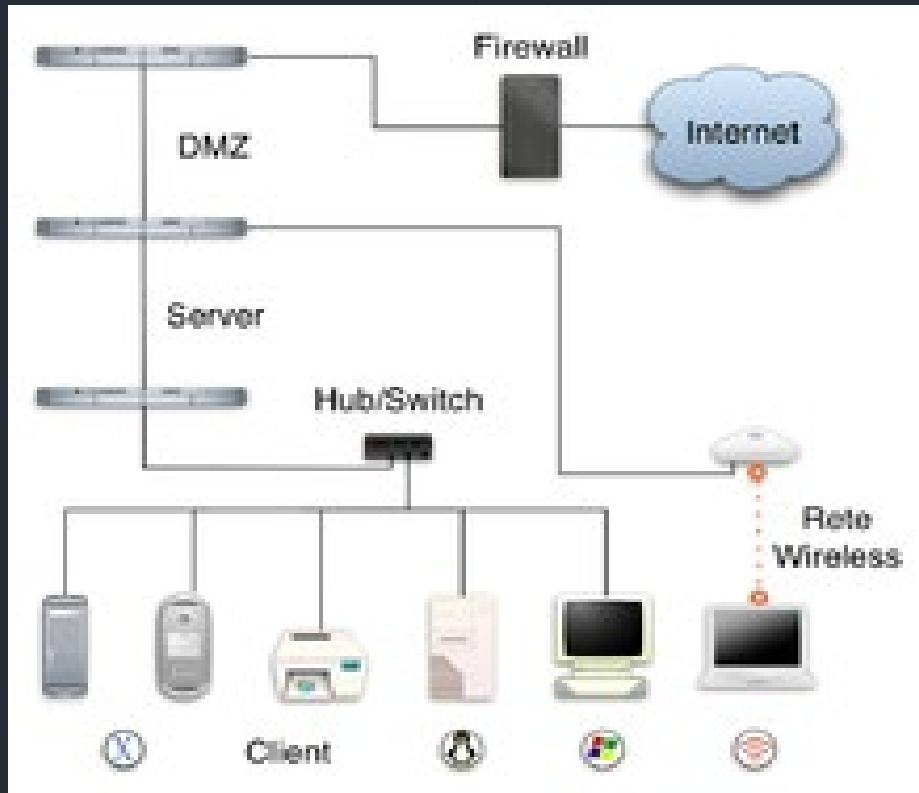 Firewall
Internet
DMZ
Server
Hub/Switch
Rete
Wireless
Client
X